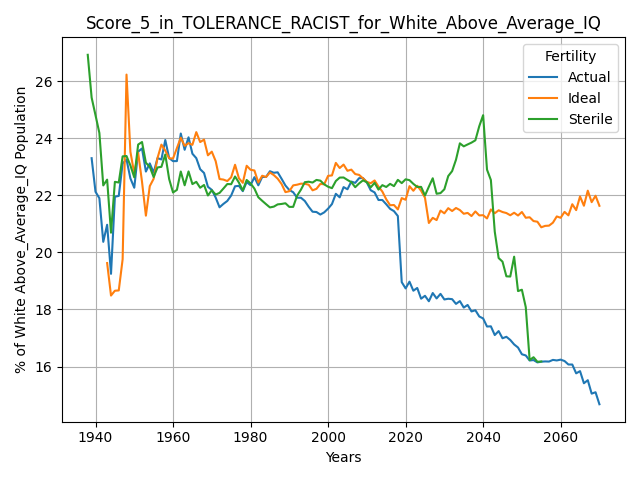 Score_5_in_TOLERANCE_RACIST_for_White_Above_Average_IQ
% of White Above_Average_IQ Population
26
24
22
20
18
16
Fertility
Actual
Ideal
Sterile
1940 1960 1980 2000 2020 2040 2060
Years